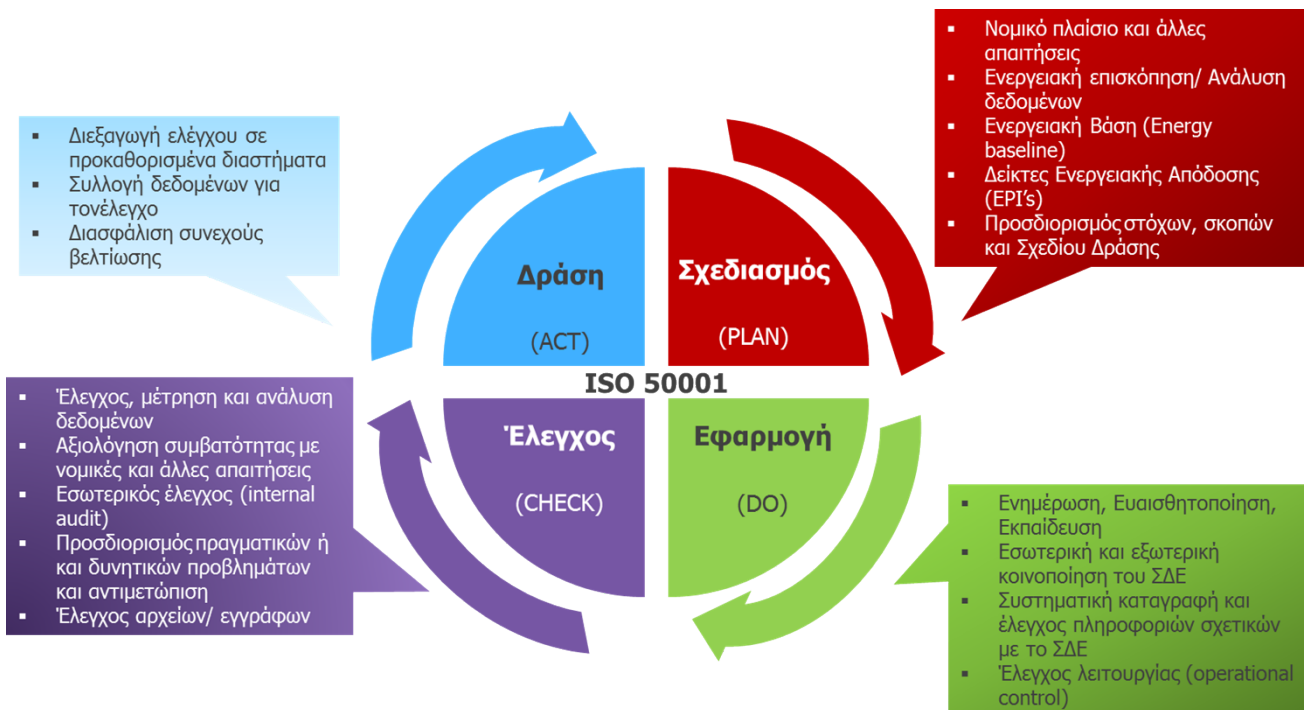 ▪ Διεξαγωγή ελέγχου σε
προκαθορισμένα διαστήματα
▪ Συλλογή δεδομένων για
τονέλεγχο
▪ Διασφάλιση συνεχούς
βελτίωσης
▪ Νομικό πλαίσιο και άλλες
απαιτήσεις
▪ Ενεργειακή επισκόπηση/ Ανάλυση
δεδομένων
▪ Ενεργειακή Βάση (Energy
baseline)
▪ Δείκτες Ενεργειακής Απόδοσης
(EPI’s)
▪ Προσδιορισμός στόχων, σκοπών
και Σχεδίου Δράσης
Δράση
(ACT)
Σχεδιασμός
(PLAN)
ISO 50001
Έλεγχος
(CHECK)
Εφαρμογή
(DO)
▪ Έλεγχος, μέτρηση και ανάλυση
δεδομένων
▪ Αξιολόγηση συμβατότητας με
νομικές και άλλες απαιτήσεις
▪ Εσωτερικός έλεγχος (internal
audit)
▪ Προσδιορισμός πραγματικών ή
και δυνητικών προβλημάτων
και αντιμετώπιση
▪ Έλεγχος αρχείων/ εγγράφων
▪ Ενημέρωση, Ευαισθητοποίηση,
Εκπαίδευση
▪ Εσωτερική και εξωτερική
κοινοποίηση του ΣΔΕ
▪ Συστηματική καταγραφή και
έλεγχος πληροφοριών σχετικών
με το ΣΔΕ
▪ Έλεγχος λειτουργίας (operational
control)